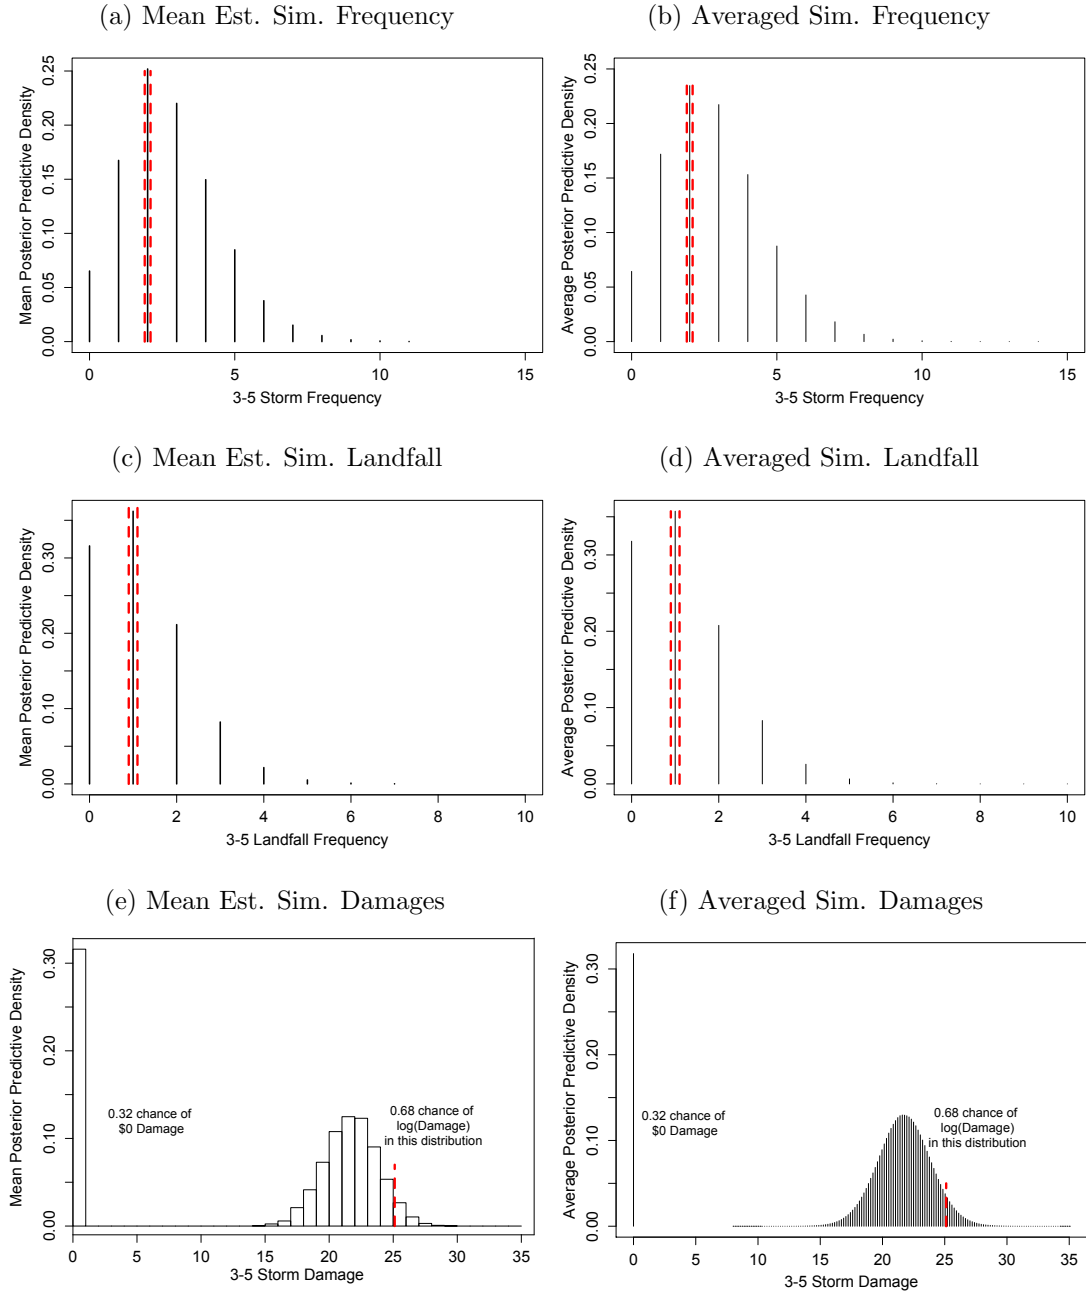 (a) Mean Est. Sim. Frequency
Mean Posterior Predictive Density
0.00 0.05 0.10 0.15 0.20 0.25
0 5 10 15
3-5 Storm Frequency
(b) Averaged Sim. Frequency
Average Posterior Predictive Density
0.00 0.05 0.10 0.15 0.20 0.25
0 5 10 15
3-5 Storm Frequency
(c) Mean Est. Sim. Landfall
Mean Posterior Predictive Density
0.00 0.10 0.20 0.30
0 2 4 6 8 10
3-5 Landfall Frequency
(d) Averaged Sim. Landfall
Average Posterior Predictive Density
0.00 0.10 0.20 0.30
0 2 4 6 8 10
3-5 Landfall Frequency
(e) Mean Est. Sim. Damages
Mean Posterior Predictive Density
0.00 0.10 0.20 0.30
0.32 chance of
$0 Damage
0.68 chance of
log(Damage)
in this distribution
0 5 10 15 20 25 30 35
3-5 Storm Damage
(f) Averaged Sim. Damages
Average Posterior Predictive Density
0.00 0.10 0.20 0.30
0.32 chance of
$0 Damage
0.68 chance of
log(Damage)
in this distribution
0 5 10 15 20 25 30 35
3-5 Storm Damage